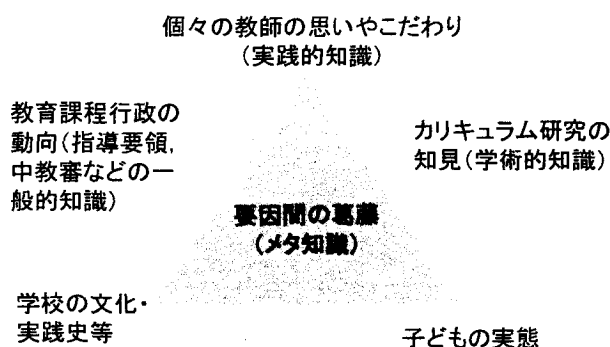 個々の教師の思いやこだわり
(実践的知識)
教育課程行政の
動向(指導要領,
中教審などの一
般的知識)
カリキュラム研究の
知見(学術的知識)
要因間の葛藤
(メタ知識)
学校の文化・
実践史等
子どもの実態